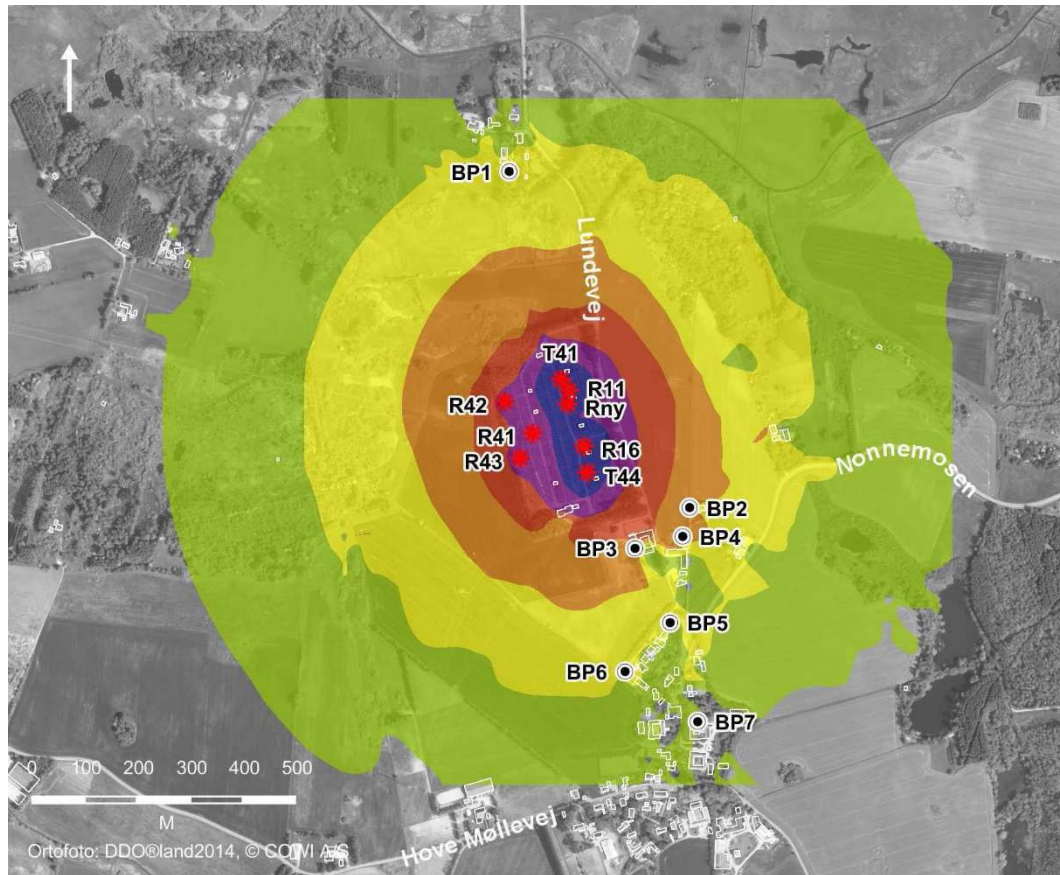 BP1
Lundevej
T41
R11
R42
Rny
R41
R16
R43
T44
Nonnemosen
BP2
BP4
BP3
BP5
BP6
BP7
0 100 200 300 400 500
M
Hove Møllevej
Ortofoto: DDO®land2014, © COWI A/S